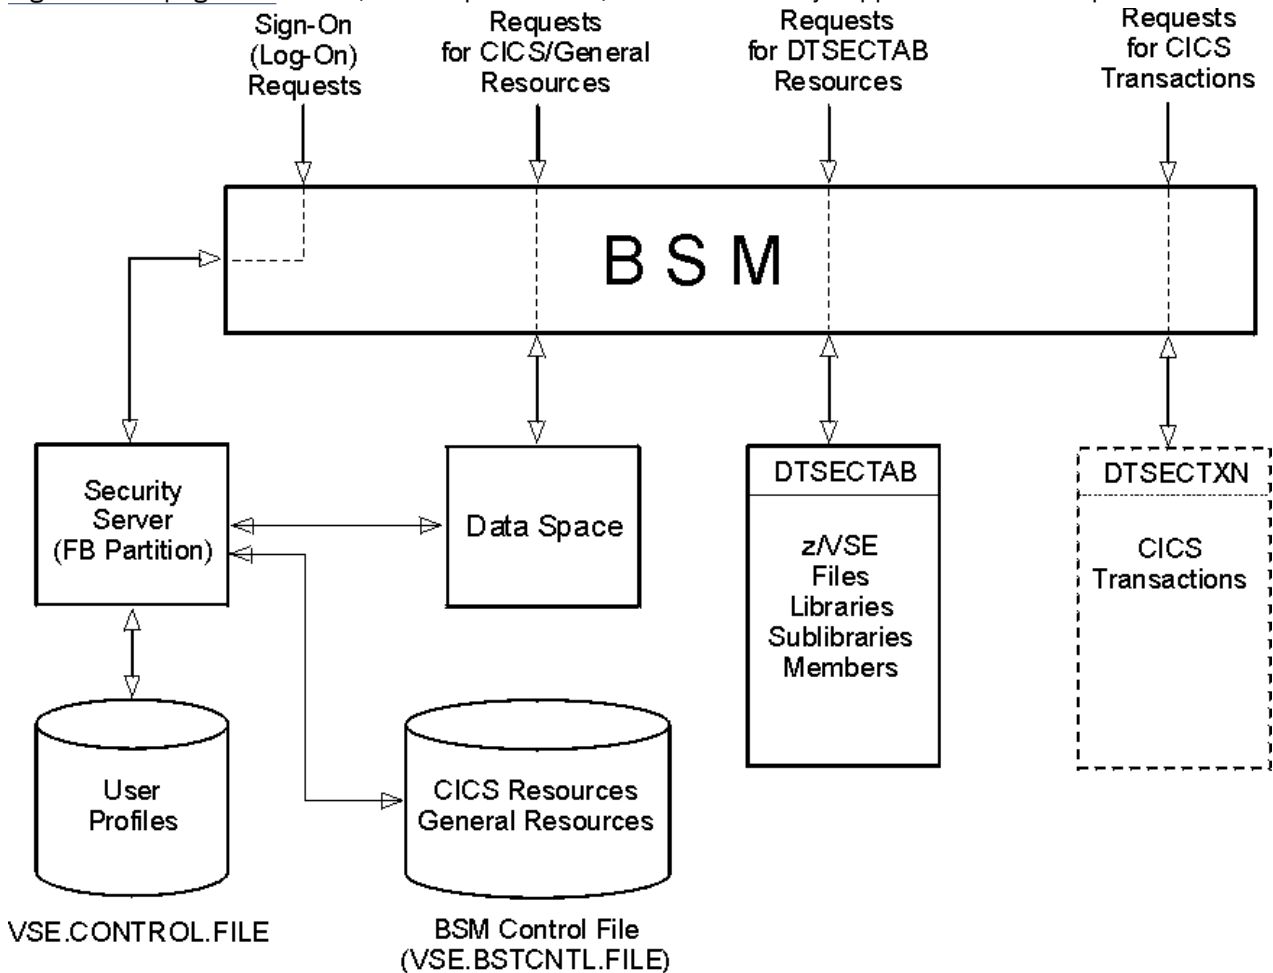 Sign-On
(Log-On)
Requests
Requests
for CICS/General
Resources
Requests
for DTSECTAB
Resources
Requests
for CICS
Transactions
B S M
Security
Server
(FB Partition)
Data Space
DTSECTAB
z/VSE
Files
Libraries
Sublibraries
Members
DTSECTXN
CICS
Transactions
User
Profiles
CICS Resources
General Resources
VSE.CONTROL.FILE
BSM Control File
(VSE.BSTCNTL.FILE)